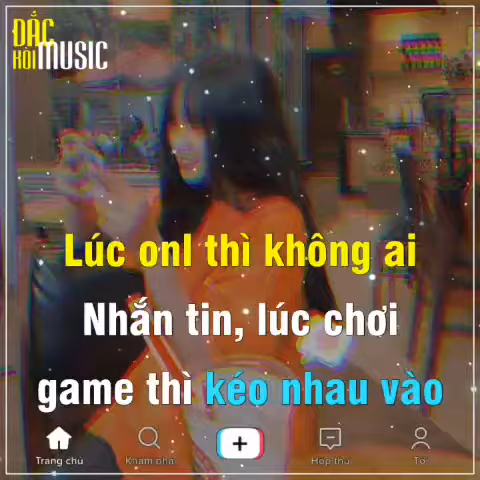 ĐẮC
RỒI MUSIC
Lúc onl thì không ai
Nhắn tin, lúc chơi
game thì kéo nhau vào
Trang chủ
Khám phá
Hộp thư
Tôi